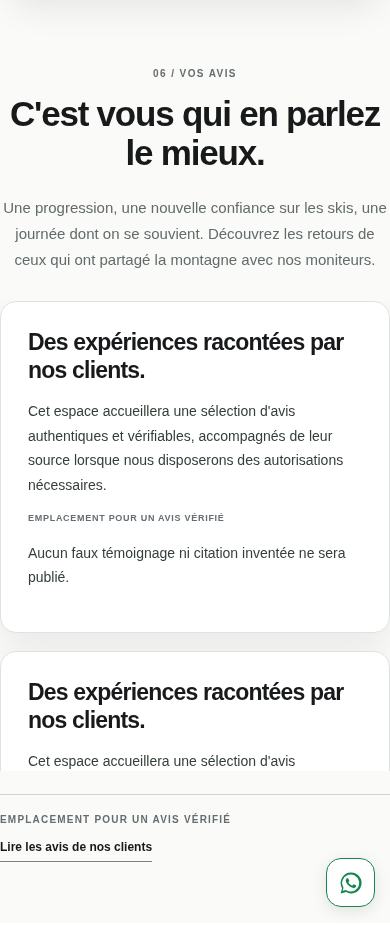 06 / VOS AVIS
C'est vous qui en parlez
le mieux.
Une progression, une nouvelle confiance sur les skis, une
journée dont on se souvient. Découvrez les retours de
ceux qui ont partagé la montagne avec nos moniteurs.
Des expériences racontées par
nos clients.
Cet espace accueillera une sélection d'avis
authentiques et vérifiables, accompagnés de leur
source lorsque nous disposerons des autorisations
nécessaires.
EMPLACEMENT POUR UN AVIS VÉRIFIÉ
Aucun faux témoignage ni citation inventée ne sera
publié.
Des expériences racontées par
nos clients.
Cet espace accueillera une sélection d'avis
EMPLACEMENT POUR UN AVIS VÉRIFIÉ
Lire les avis de nos clients